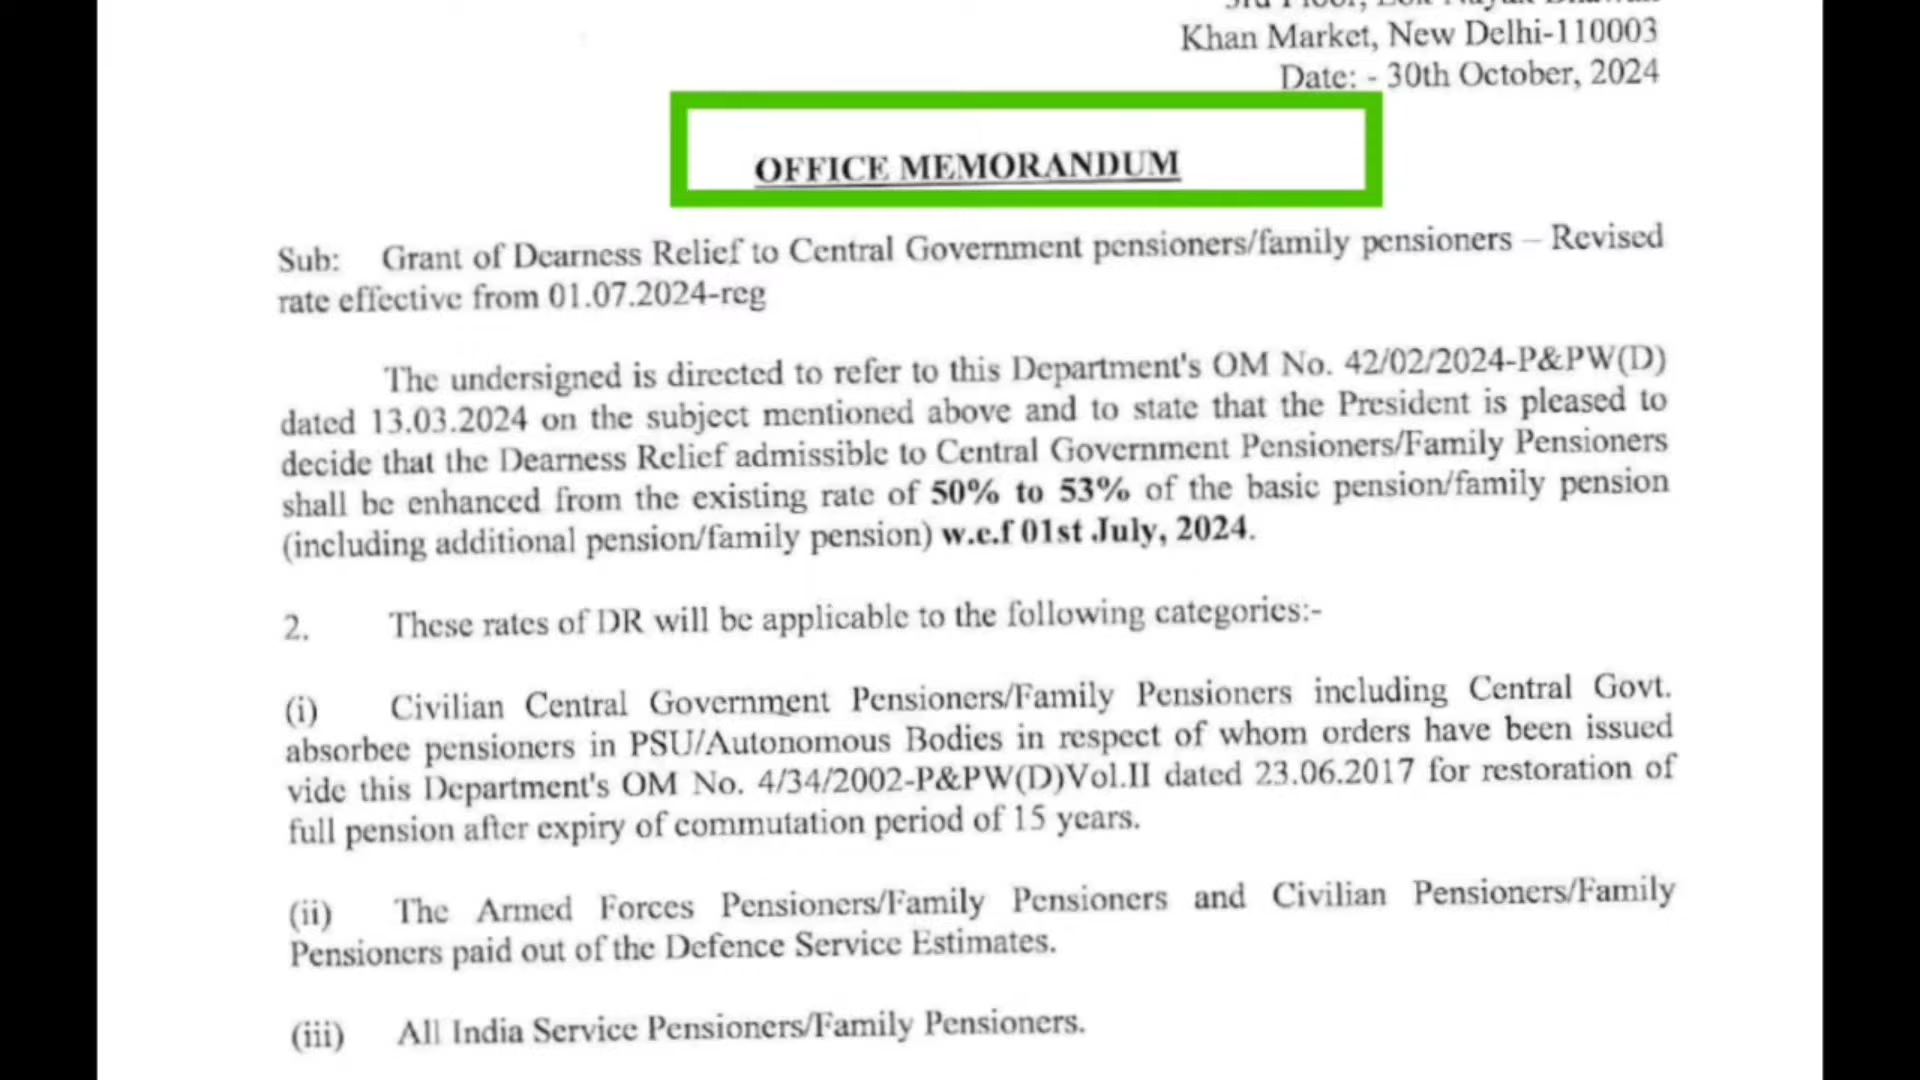 Khan Market, New Delhi-110003
Date: - 30th October, 2024
OFFICE MEMORANDUM
Sub: Grant of Dearness Relief to Central Government pensioners/family pensioners – Revised
rate effective from 01.07.2024-reg
The undersigned is directed to refer to this Department's OM No. 42/02/2024-P&PW(D)
dated 13.03.2024 on the subject mentioned above and to state that the President is pleased to
decide that the Dearness Relief admissible to Central Government Pensioners/Family Pensioners
shall be enhanced from the existing rate of 50% to 53% of the basic pension/family pension
(including additional pension/family pension) w.e.f 01st July, 2024.
2. These rates of DR will be applicable to the following categories:-
(i) Civilian Central Government Pensioners/Family Pensioners including Central Govt.
absorbee pensioners in PSU/Autonomous Bodies in respect of whom orders have been issued
vide this Department's OM No. 4/34/2002-P&PW(D)Vol.II dated 23.06.2017 for restoration of
full pension after expiry of commutation period of 15 years.
(ii) The Armed Forces Pensioners/Family Pensioners and Civilian Pensioners/Family
Pensioners paid out of the Defence Service Estimates.
(iii) All India Service Pensioners/Family Pensioners.